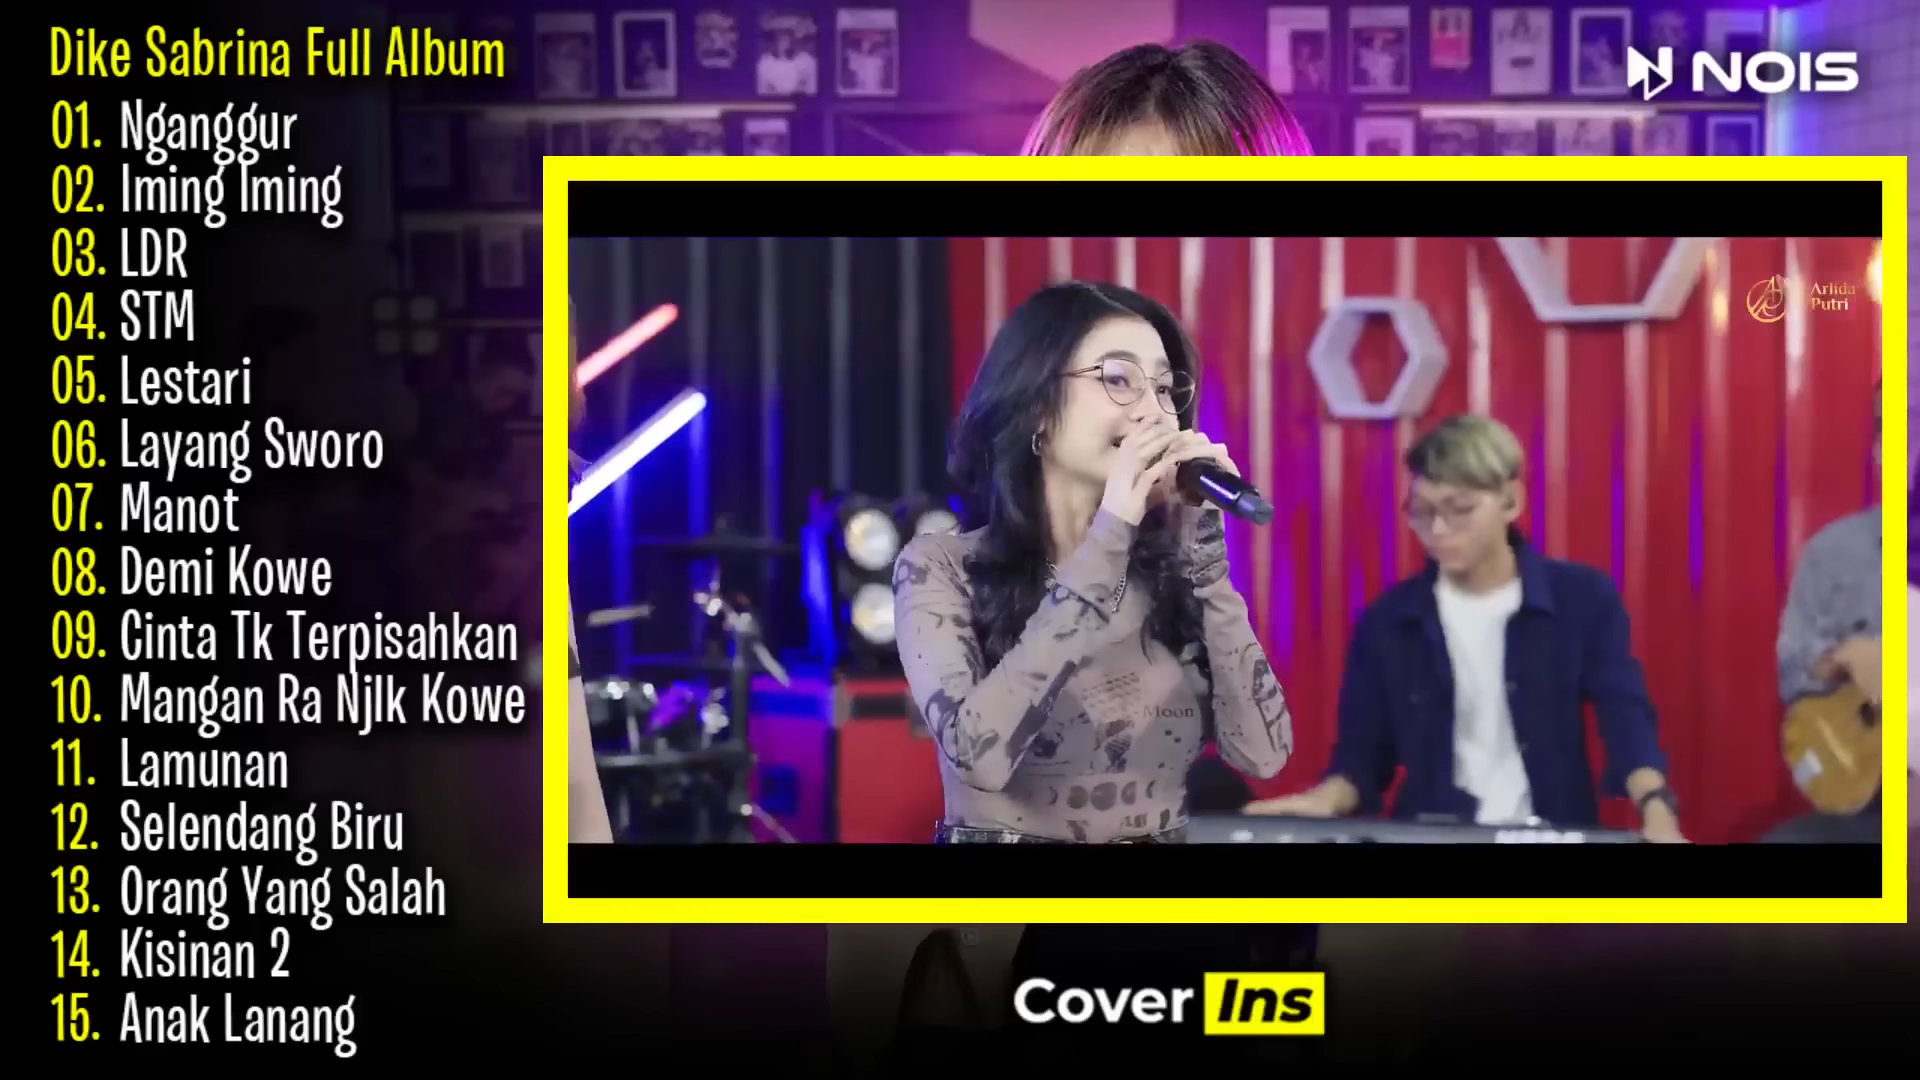 Dike Sabrina Full Album
01. Nganggur
02. Iming Iming
03. LDR
04. STM
05. Lestari
06. Layang Sworo
07. Manot
08. Demi Kowe
09. Cinta Tk Terpisahkan
10. Mangan Ra Njlk Kowe
11. Lamunan
12. Selendang Biru
13. Orang Yang Salah
14. Kisinan 2
15. Anak Lanang
NOIS
Arlida
Putri
Moon
Cover Ins